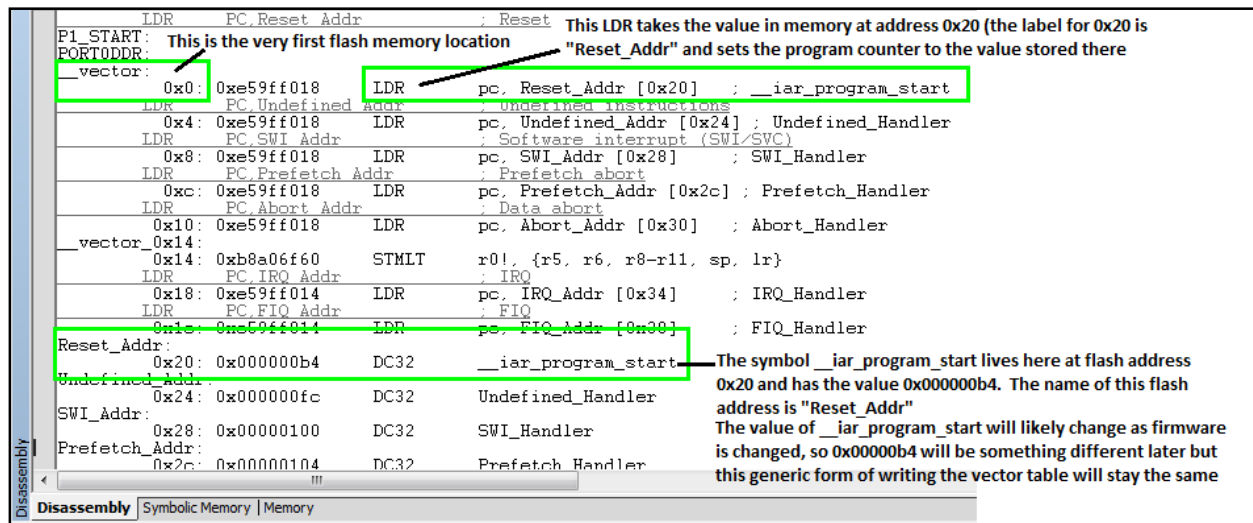 LDR PC,Reset_Addr ; Reset
This LDR takes the value in memory at address 0x20 (the label for 0x20 is
"Reset_Addr" and sets the program counter to the value stored there
P1_START:
This is the very first flash memory location
PORT0DDR:
__vector:
0x0: 0xe59ff018 LDR pc, Reset_Addr [0x20] ; __iar_program_start
LDR PC,Undefined_Addr ; Undefined instructions
0x4: 0xe59ff018 LDR pc, Undefined_Addr [0x24] ; Undefined_Handler
LDR PC,SWI_Addr ; Software interrupt (SWI/SVC)
0x8: 0xe59ff018 LDR pc, SWI_Addr [0x28] ; SWI_Handler
LDR PC,Prefetch_Addr ; Prefetch abort
0xc: 0xe59ff018 LDR pc, Prefetch_Addr [0x2c] ; Prefetch_Handler
LDR PC,Abort_Addr ; Data abort
0x10: 0xe59ff018 LDR pc, Abort_Addr [0x30] ; Abort_Handler
__vector_0x14:
0x14: 0xb8a06f60 STMLT r0!, {r5, r6, r8-r11, sp, lr}
LDR PC,IRQ_Addr ; IRQ
0x18: 0xe59ff014 LDR pc, IRQ_Addr [0x34] ; IRQ_Handler
LDR PC,FIQ_Addr ; FIQ
0x1c: 0xe59ff014 LDR pc, FIQ_Addr [0x38] ; FIQ_Handler
Reset_Addr:
0x20: 0x000000b4 DC32 __iar_program_start
The symbol __iar_program_start lives here at flash address
0x20 and has the value 0x000000b4. The name of this flash
address is "Reset_Addr"
The value of __iar_program_start will likely change as firmware
is changed, so 0x00000b4 will be something different later but
this generic form of writing the vector table will stay the same
Undefined_Addr:
0x24: 0x000000fc DC32 Undefined_Handler
SWI_Addr:
0x28: 0x00000100 DC32 SWI_Handler
Prefetch_Addr:
0x2c: 0x00000104 DC32 Prefetch_Handler
Disassembly
Disassembly Symbolic Memory Memory